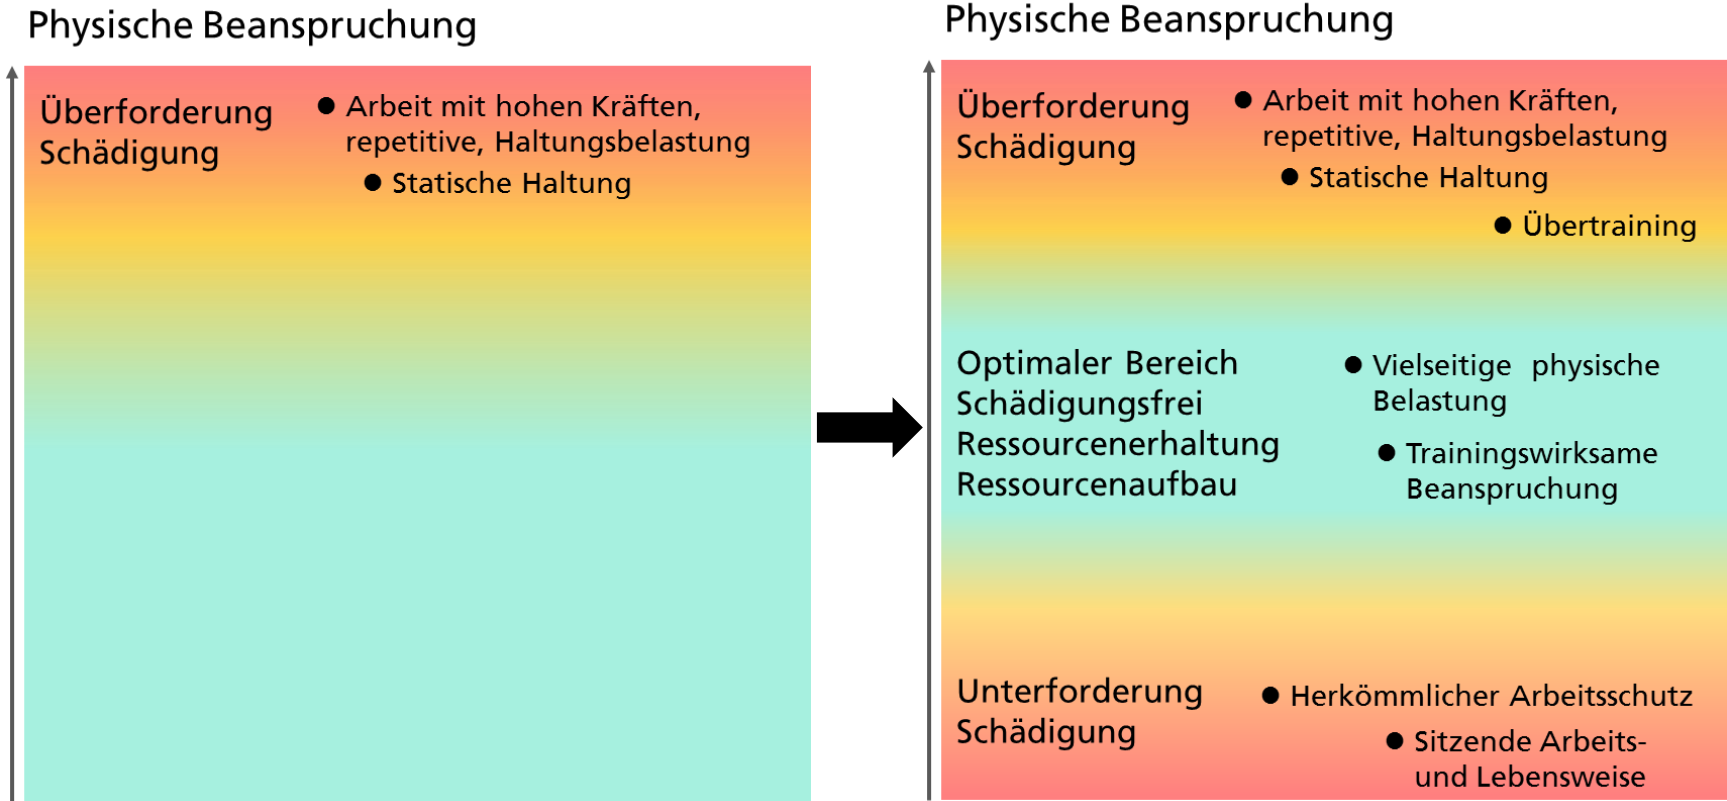 Physische Beanspruchung
Überforderung
Schädigung
● Arbeit mit hohen Kräften,
repetitive, Haltungsbelastung
● Statische Haltung
Physische Beanspruchung
Überforderung
Schädigung
● Arbeit mit hohen Kräften,
repetitive, Haltungsbelastung
● Statische Haltung
● Übertraining
Optimaler Bereich
Schädigungsfrei
Ressourcenerhaltung
Ressourcenaufbau
● Vielseitige physische
Belastung
● Trainingswirksame
Beanspruchung
Unterforderung
Schädigung
● Herkömmlicher Arbeitsschutz
● Sitzende Arbeits-
und Lebensweise